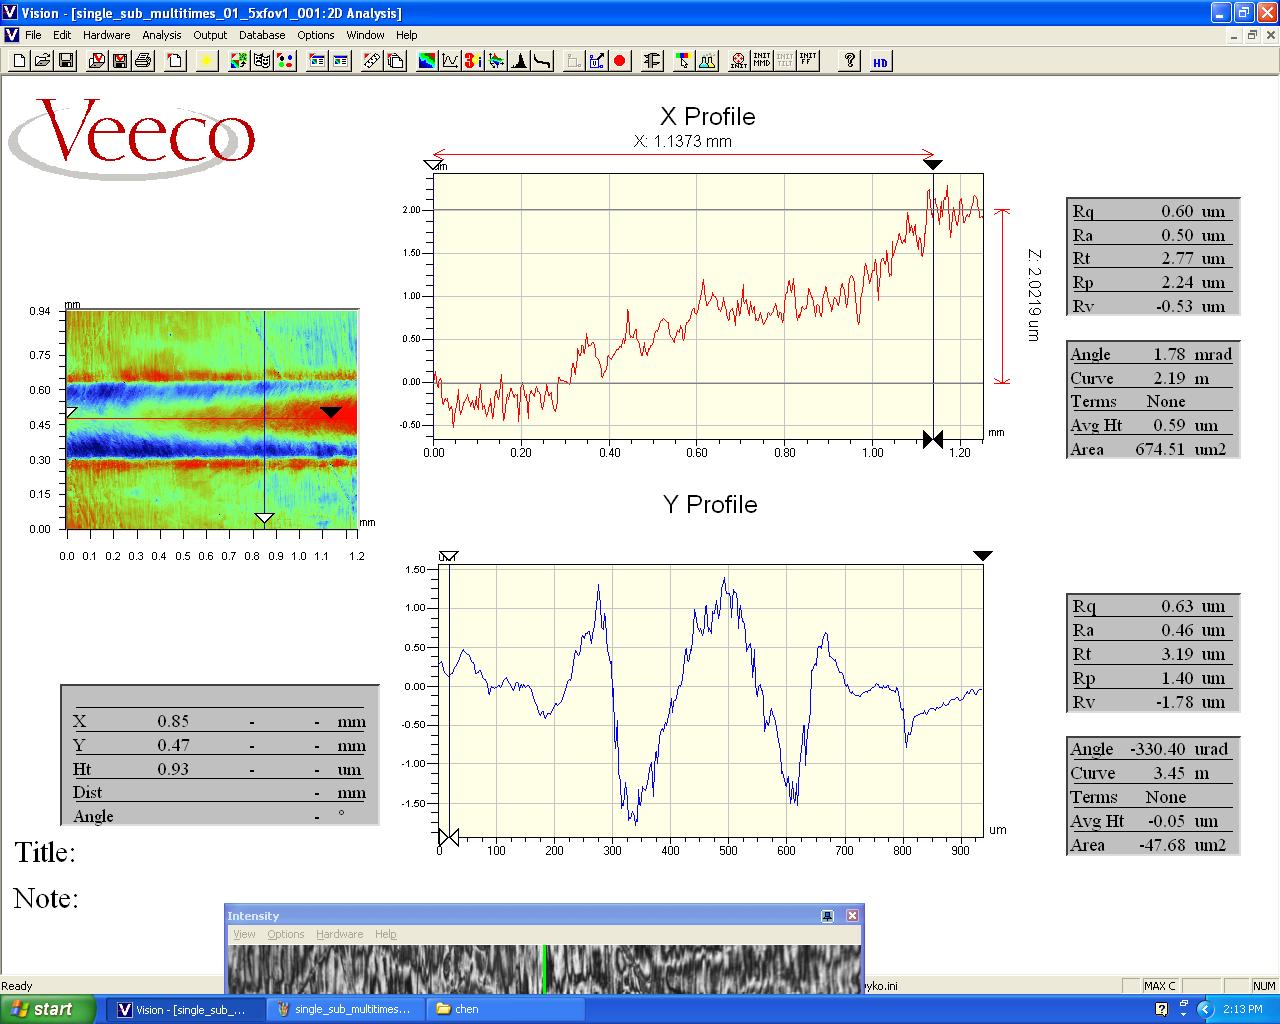 Vision - [single_sub_multitimes_01_5xfov1_001:2D Analysis]
File Edit Hardware Analysis Output Database Options Window Help
INIT INIT MMD INIT TILT INIT FF ? HD
Veeco
X Profile
X: 1.1373 mm
um
2.00
1.50
1.00
0.50
0.00
-0.50
mm
0.00 0.20 0.40 0.60 0.80 1.00 1.20
Z: 2.0219 um
Rq 0.60 um
Ra 0.50 um
Rt 2.77 um
Rp 2.24 um
Rv -0.53 um
Angle 1.78 mrad
Curve 2.19 m
Terms None
Avg Ht 0.59 um
Area 674.51 um2
mm
0.94
0.75
0.60
0.45
0.30
0.15
0.00
mm
0.0 0.1 0.2 0.3 0.4 0.5 0.6 0.7 0.8 0.9 1.0 1.1 1.2
Y Profile
um
1.50
1.00
0.50
0.00
-0.50
-1.00
-1.50
um
0 100 200 300 400 500 600 700 800 900
Rq 0.63 um
Ra 0.46 um
Rt 3.19 um
Rp 1.40 um
Rv -1.78 um
Angle -330.40 urad
Curve 3.45 m
Terms None
Avg Ht -0.05 um
Area -47.68 um2
X 0.85 - - mm
Y 0.47 - - mm
Ht 0.93 - - um
Dist - mm
Angle - °
Title:
Note:
Intensity
View Options Hardware Help
Ready yko.ini MAX C NUM
start Vision - [single_sub_... single_sub_multitimes... chen 2:13 PM